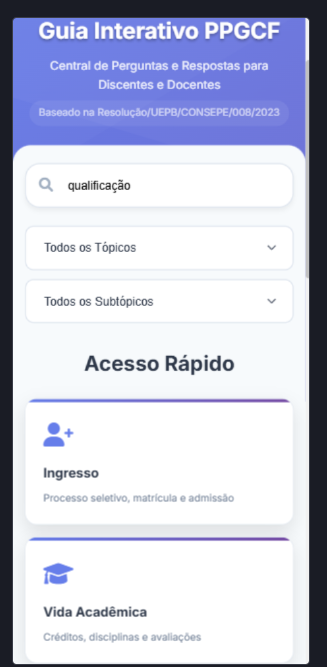 Guia Interativo PPGCF
Central de Perguntas e Respostas para
Discentes e Docentes
Baseado na Resolução/UEPB/CONSEPE/008/2023
qualificação
Todos os Tópicos
Todos os Subtópicos
Acesso Rápido
Ingresso
Processo seletivo, matrícula e admissão
Vida Acadêmica
Créditos, disciplinas e avaliações